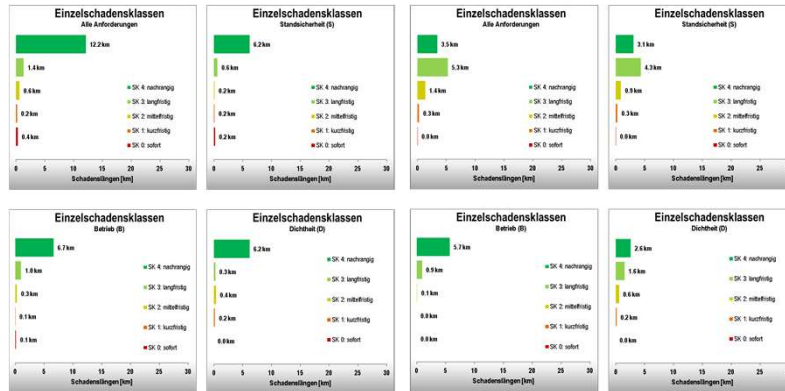 Einzelschadensklassen
Alle Anforderungen
12.2 km
1.4 km
0.6 km
0.2 km
0.4 km
SK 4: nachrangig
SK 3: langfristig
SK 2: mittelfristig
SK 1: kurzfristig
SK 0: sofort
0 5 10 15 20 25 30
Schadenslängen [km]
Einzelschadensklassen
Standsicherheit (S)
6.2 km
0.6 km
0.2 km
0.2 km
0.2 km
SK 4: nachrangig
SK 3: langfristig
SK 2: mittelfristig
SK 1: kurzfristig
SK 0: sofort
0 5 10 15 20 25 30
Schadenslängen [km]
Einzelschadensklassen
Alle Anforderungen
3.5 km
5.3 km
1.4 km
0.3 km
0.0 km
SK 4: nachrangig
SK 3: langfristig
SK 2: mittelfristig
SK 1: kurzfristig
SK 0: sofort
0 5 10 15 20 25 30
Schadenslängen [km]
Einzelschadensklassen
Standsicherheit (S)
3.1 km
4.3 km
0.9 km
0.3 km
0.0 km
SK 4: nachrangig
SK 3: langfristig
SK 2: mittelfristig
SK 1: kurzfristig
SK 0: sofort
0 5 10 15 20 25
Schadenslängen [km]
Einzelschadensklassen
Betrieb (B)
6.7 km
1.0 km
0.3 km
0.1 km
0.1 km
SK 4: nachrangig
SK 3: langfristig
SK 2: mittelfristig
SK 1: kurzfristig
SK 0: sofort
0 5 10 15 20 25 30
Schadenslängen [km]
Einzelschadensklassen
Dichtheit (D)
6.2 km
0.3 km
0.4 km
0.2 km
0.0 km
SK 4: nachrangig
SK 3: langfristig
SK 2: mittelfristig
SK 1: kurzfristig
SK 0: sofort
0 5 10 15 20 25 30
Schadenslängen [km]
Einzelschadensklassen
Betrieb (B)
5.7 km
0.9 km
0.1 km
0.0 km
0.0 km
SK 4: nachrangig
SK 3: langfristig
SK 2: mittelfristig
SK 1: kurzfristig
SK 0: sofort
0 5 10 15 20 25 30
Schadenslängen [km]
Einzelschadensklassen
Dichtheit (D)
2.6 km
1.6 km
0.6 km
0.2 km
0.0 km
SK 4: nachrangig
SK 3: langfristig
SK 2: mittelfristig
SK 1: kurzfristig
SK 0: sofort
0 5 10 15 20 25
Schadenslängen [km]